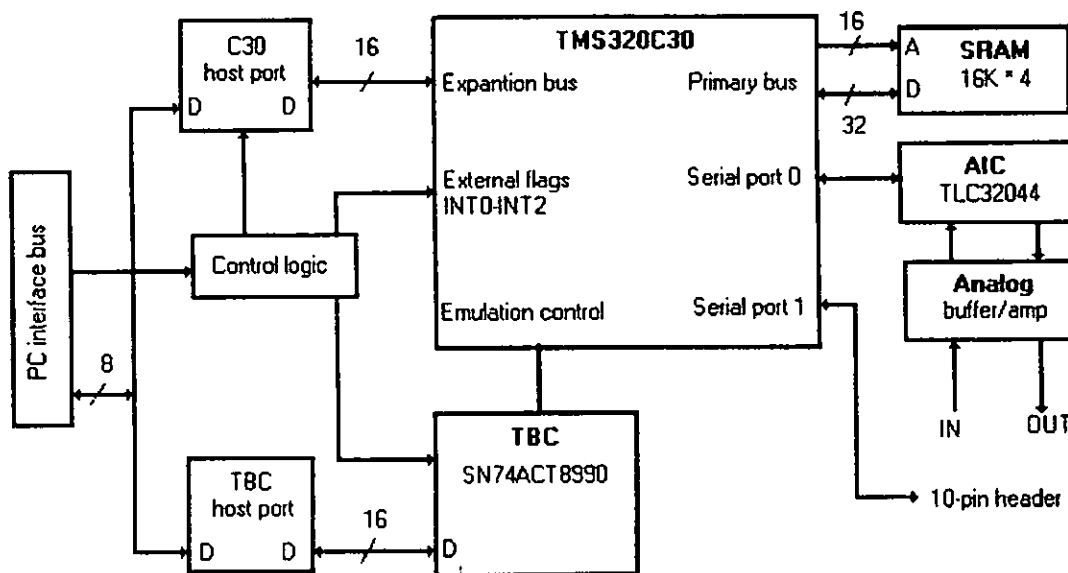 C30
host port
D D
16
TMS320C30
Expantion bus
Primary bus
External flags
INT0-INT2
Serial port 0
Emulation control
Serial port 1
16
32
A
SRAM
16K * 4
D
AIC
TLC32044
Analog
buffer/amp
IN
OUT
10-pin header
PC interface bus
8
Control logic
TBC
SN74ACT8990
D
TBC
host port
D D
16